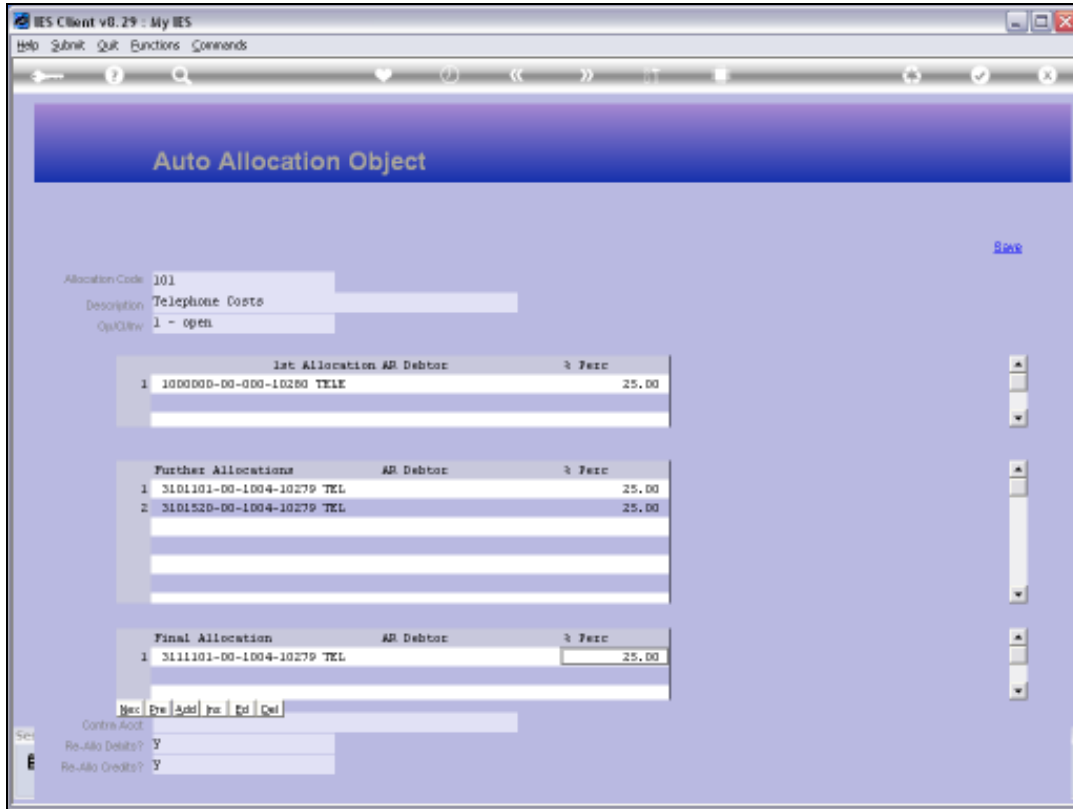 IES Client v8.29 : My IES
Help Submit Quit Functions Commands
Auto Allocation Object
Save
Allocation Code 101
Description Telephone Costs
Op/Cl/Inv 1 - open
1st Allocation AR Debtor % Perc
1 1000000-00-000-10280 TELE 25.00
Further Allocations AR Debtor % Perc
1 3101101-00-1004-10279 TEL 25.00
2 3101520-00-1004-10279 TEL 25.00
Final Allocation AR Debtor % Perc
1 3111101-00-1004-10279 TEL 25.00
Nex Pre Add Ins Ed Del
Contra Acct
Re-Allo Debits? Y
Re-Allo Credits? Y